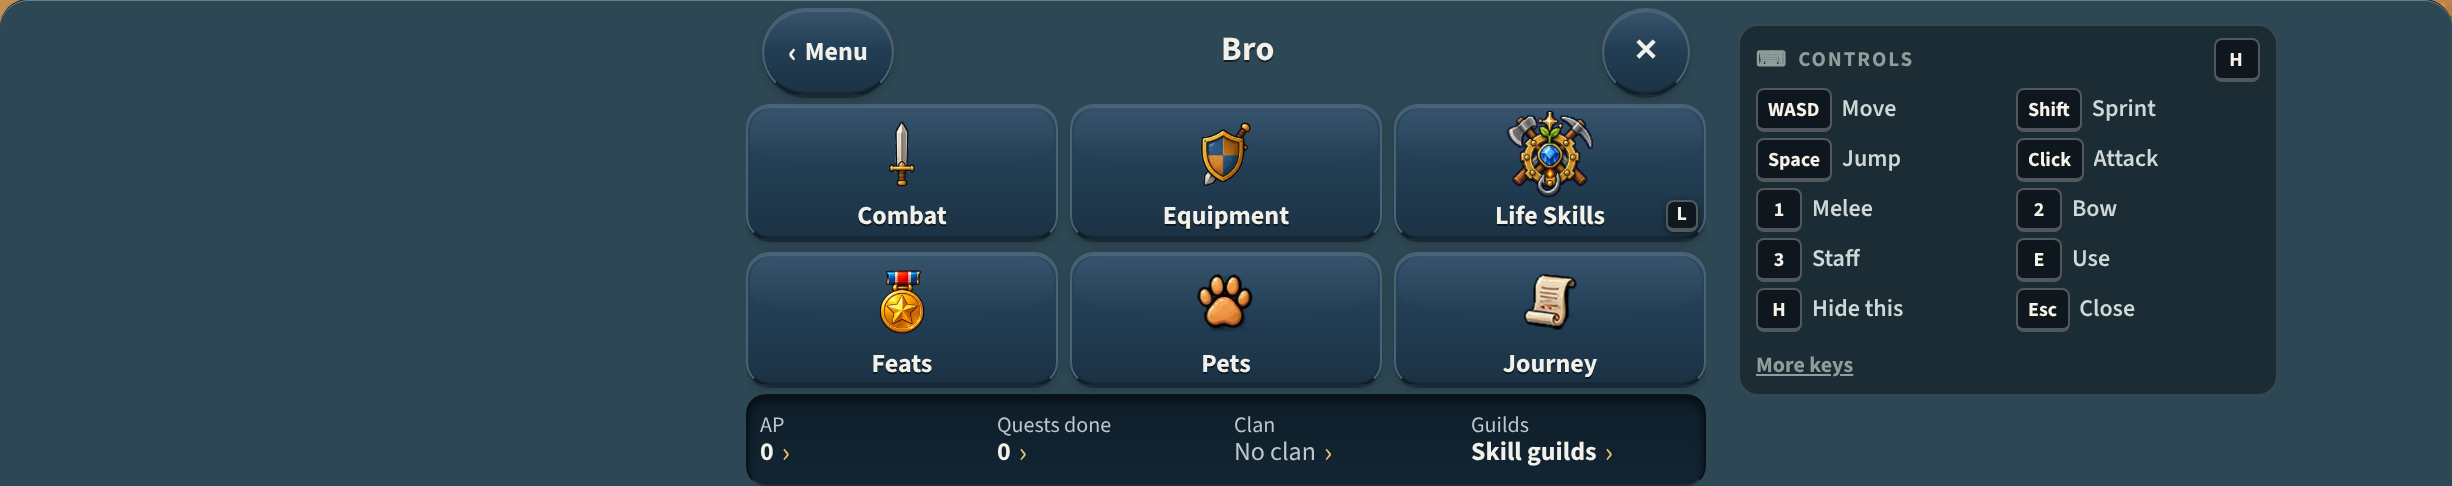 ‹ Menu
Bro
×
Combat
Equipment
Life Skills
L
Feats
Pets
Journey
AP
0 ›
Quests done
0 ›
Clan
No clan ›
Guilds
Skill guilds ›
CONTROLS
H
WASD Move
Shift Sprint
Space Jump
Click Attack
1 Melee
2 Bow
3 Staff
E Use
H Hide this
Esc Close
More keys